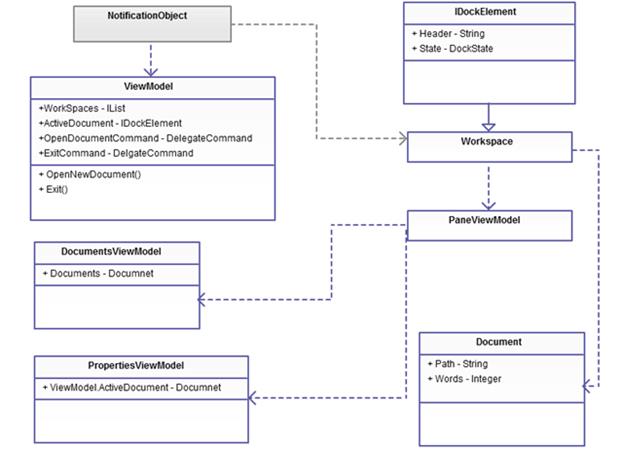 NotificationObject
IDockElement
+ Header - String
+ State - DockState
ViewModel
+WorkSpaces - IList
+ActiveDocument - IDockElement
+OpenDocumentCommand - DelegateCommand
+ExitCommand - DelgateCommand
+ OpenNewDocument()
+ Exit()
Workspace
PaneViewModel
DocumentsViewModel
+ Documents - Documnet
Document
+ Path - String
+ Words - Integer
PropertiesViewModel
+ ViewModel.ActiveDocument - Documnet